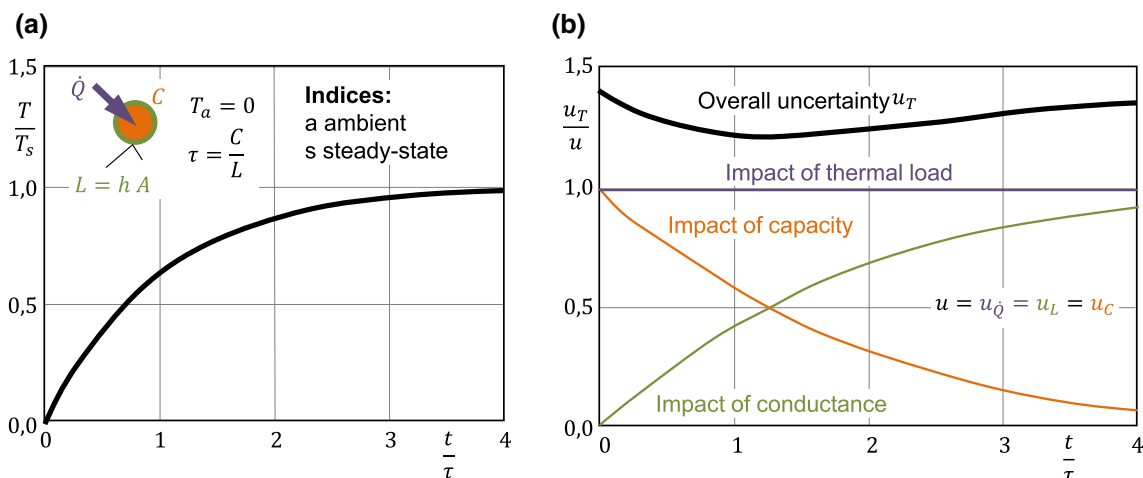 (a)
1,5
T/T_s
Q̇
C
T_a = 0
τ = C/L
L = h A
Indices:
a ambient
s steady-state
1,0
0,5
0,0
0 1 2 3 t/τ 4
(b)
1,5
u_T/u
Overall uncertainty u_T
1,0
Impact of thermal load
Impact of capacity
0,5
u = u_Q̇ = u_L = u_C
Impact of conductance
0,0
0 1 2 3 t/τ 4